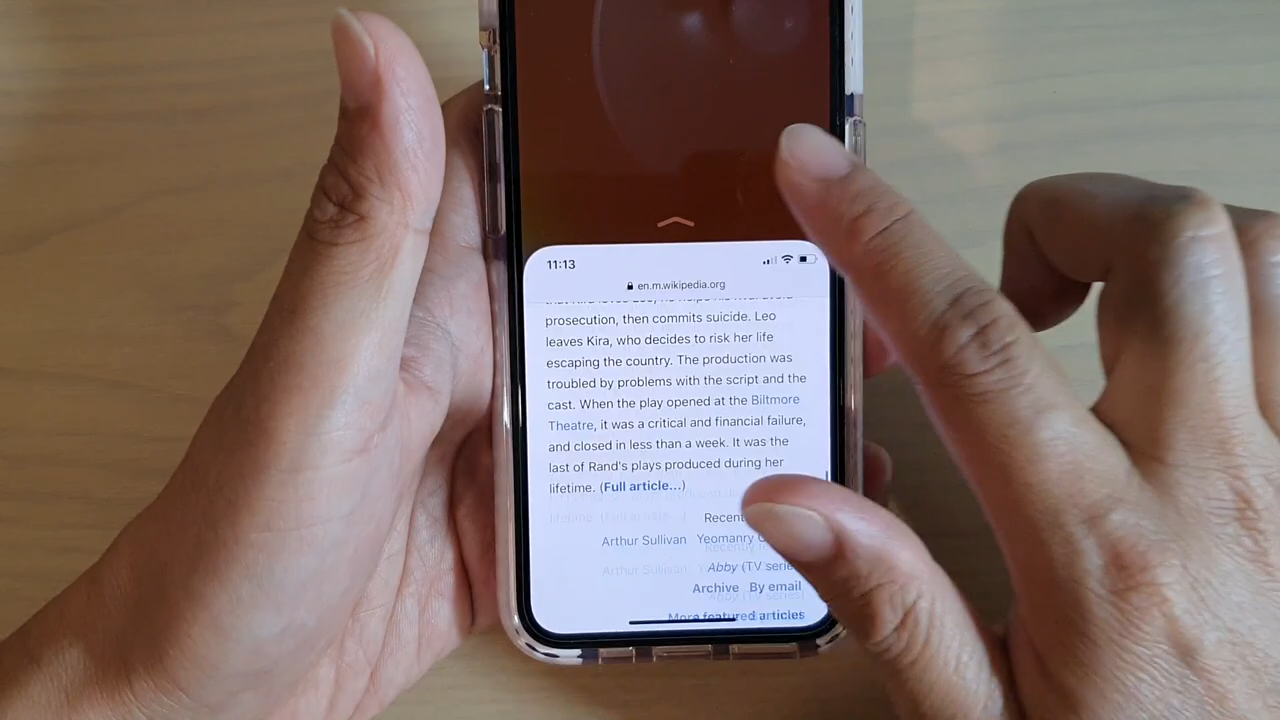 11:13
en.m.wikipedia.org
prosecution, then commits suicide. Leo
leaves Kira, who decides to risk her life
escaping the country. The production was
troubled by problems with the script and the
cast. When the play opened at the Biltmore
Theatre, it was a critical and financial failure,
and closed in less than a week. It was the
last of Rand's plays produced during her
lifetime. (Full article...)
Recent
Arthur Sullivan Yeomanry
Abby (TV serie
Archive By email
More featured articles